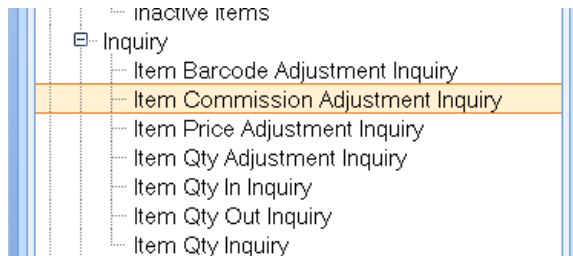 Inactive Items
Inquiry
Item Barcode Adjustment Inquiry
Item Commission Adjustment Inquiry
Item Price Adjustment Inquiry
Item Qty Adjustment Inquiry
Item Qty In Inquiry
Item Qty Out Inquiry
Item Qty Inquiry